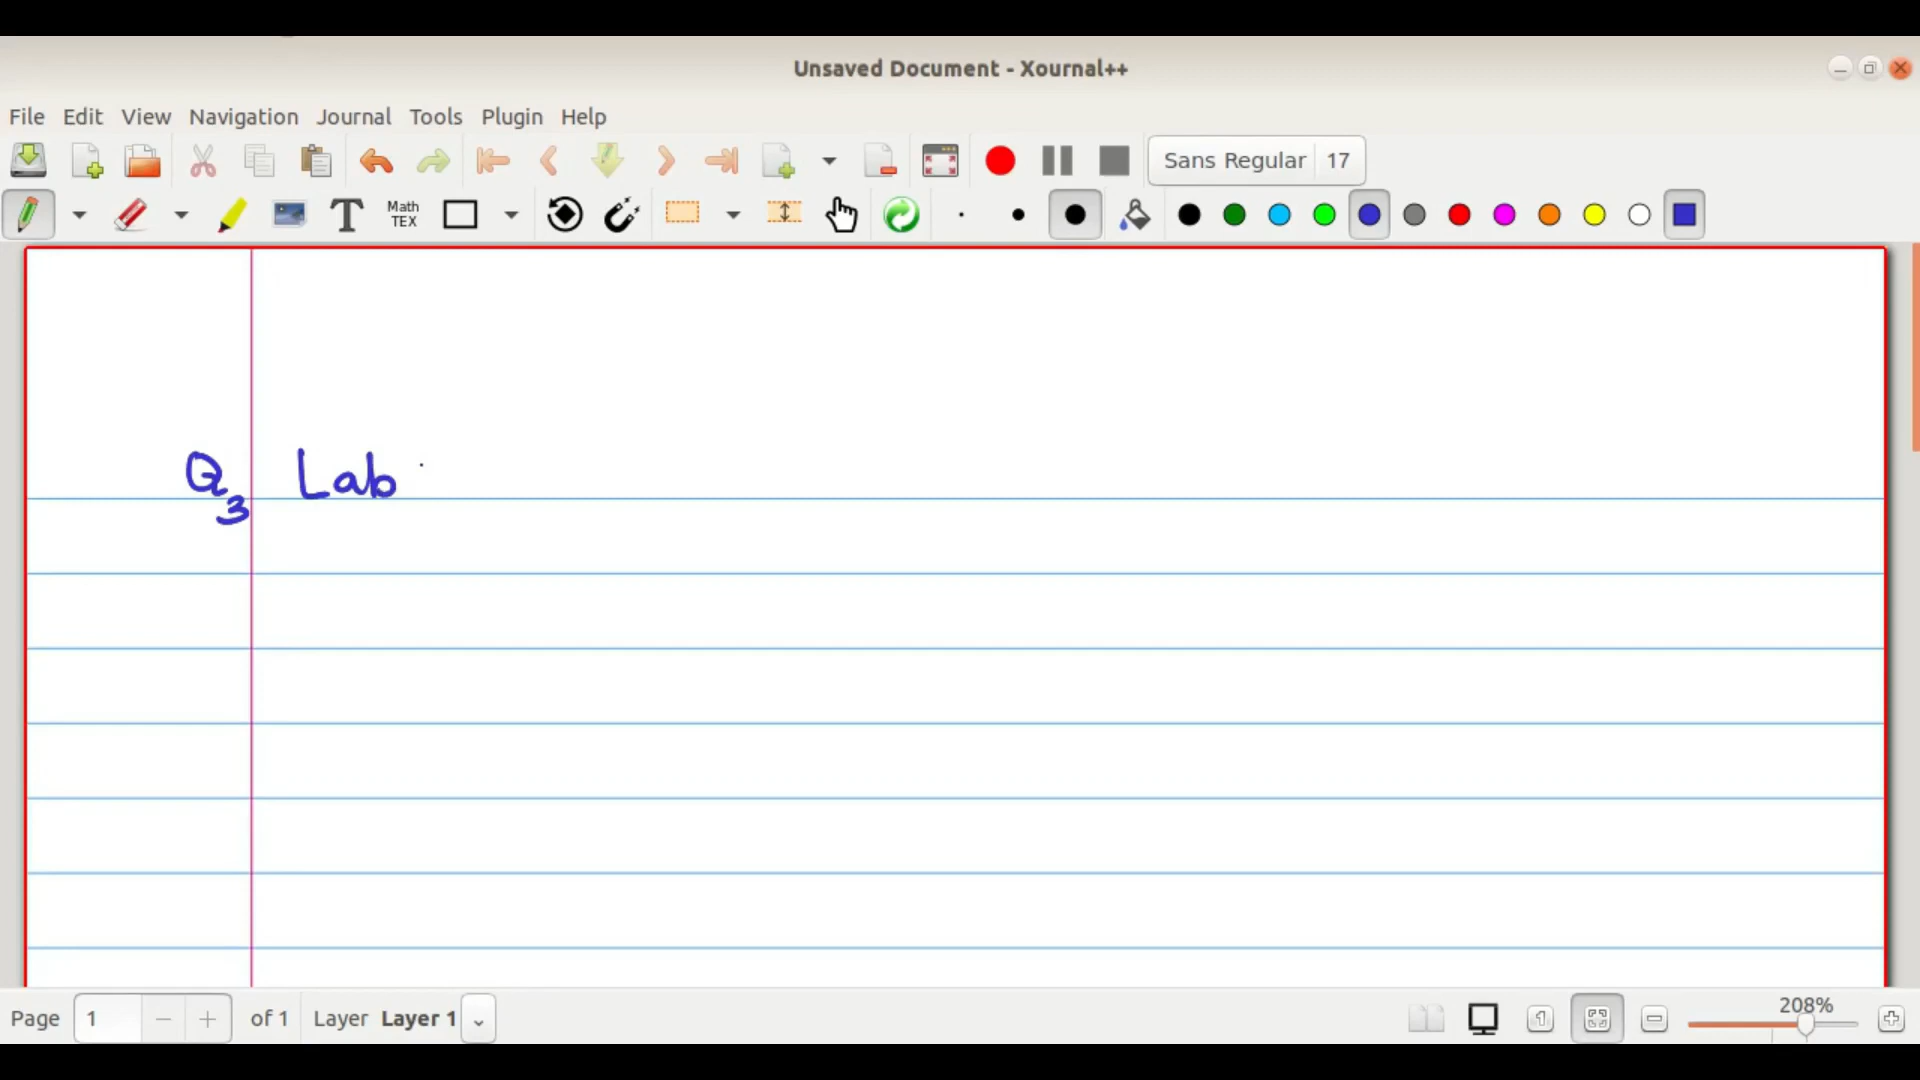 Unsaved Document - Xournal++
File Edit View Navigation Journal Tools Plugin Help
Sans Regular 17
T Math TEX
Q3 Lab
Page 1 of 1 Layer Layer 1 1 208%